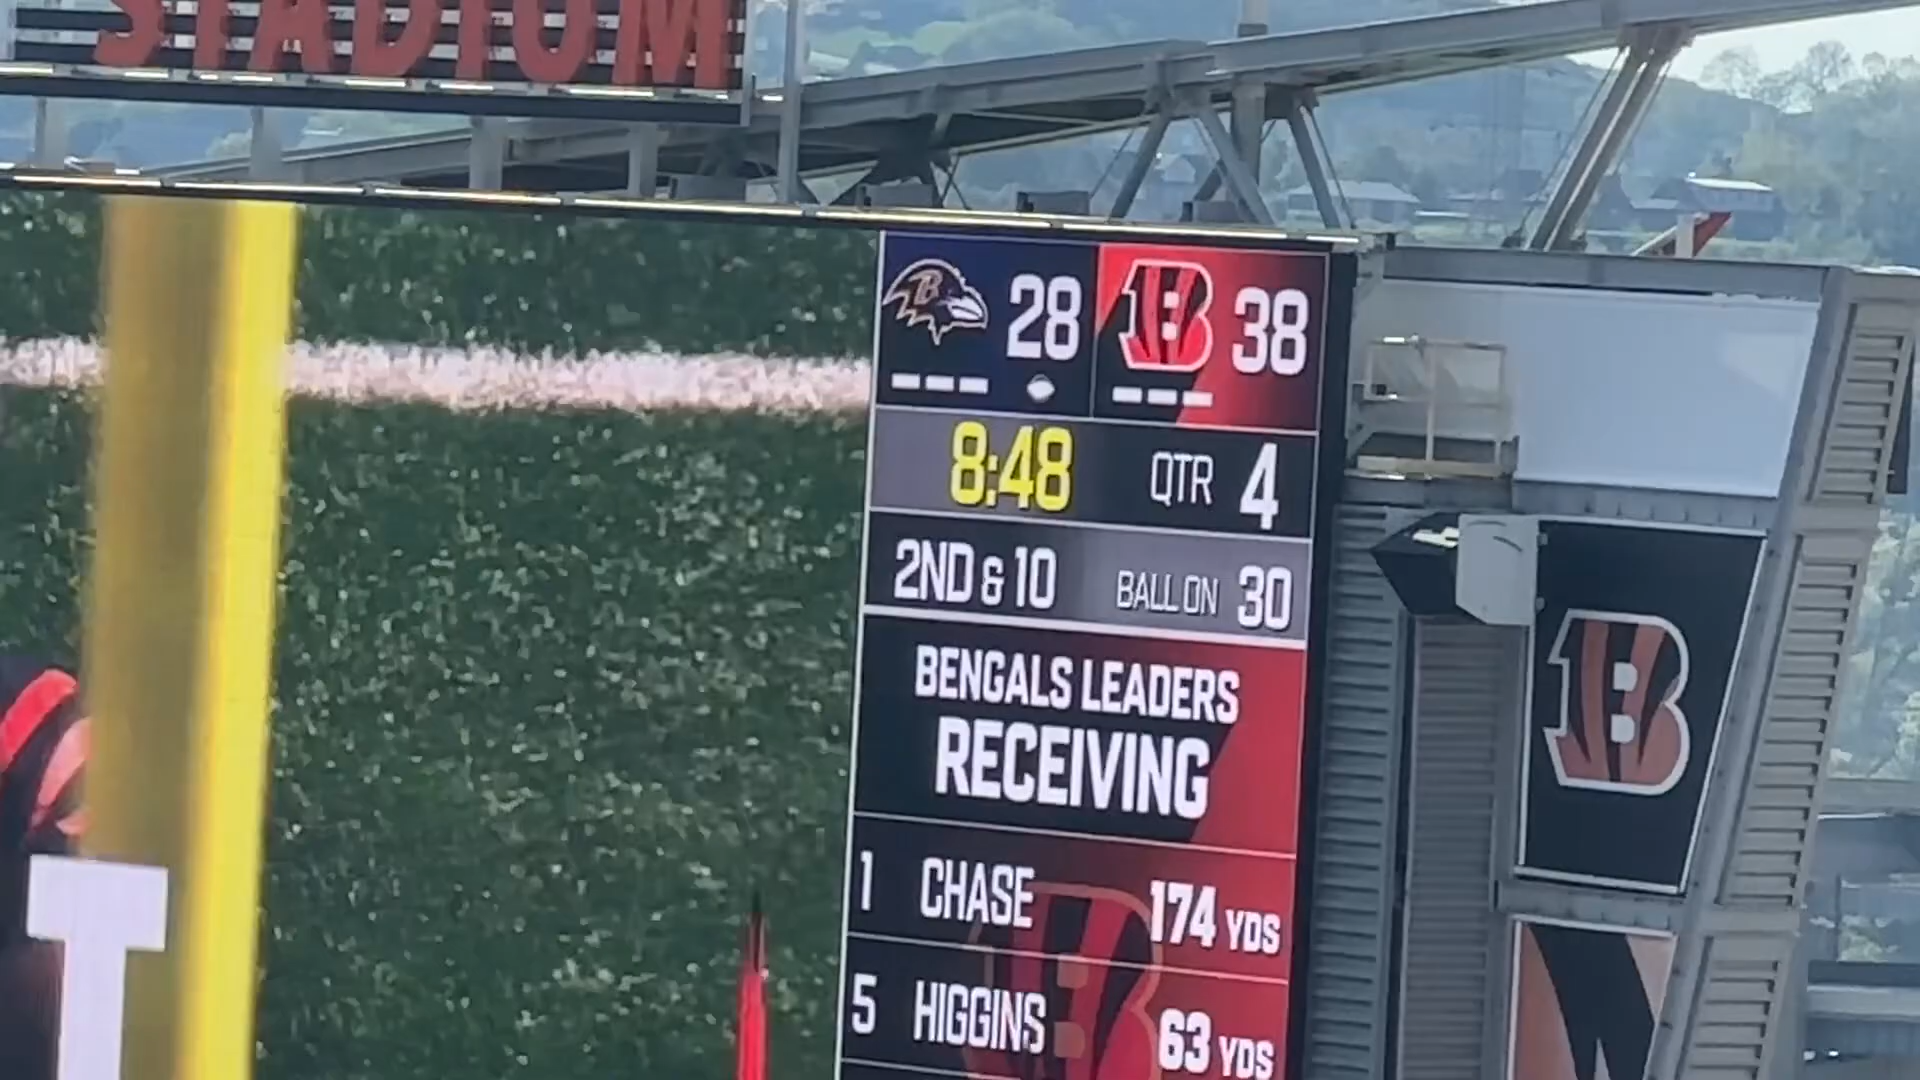 STADIUM
B 28 B 38
8:48 QTR 4
2ND & 10 BALL ON 30
BENGALS LEADERS
RECEIVING
1 CHASE 174 YDS
5 HIGGINS 63 YDS
B